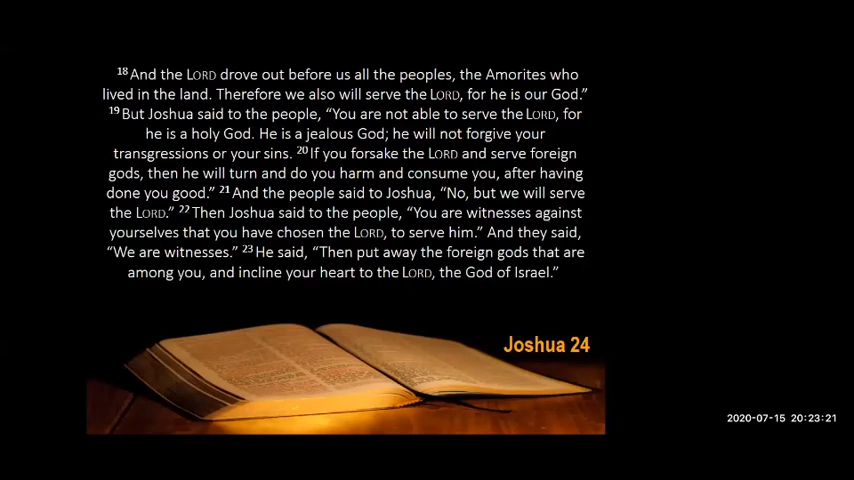 18 And the LORD drove out before us all the peoples, the Amorites who
lived in the land. Therefore we also will serve the LORD, for he is our God.”
19 But Joshua said to the people, “You are not able to serve the LORD, for
he is a holy God. He is a jealous God; he will not forgive your
transgressions or your sins. 20 If you forsake the LORD and serve foreign
gods, then he will turn and do you harm and consume you, after having
done you good.” 21 And the people said to Joshua, “No, but we will serve
the LORD.” 22 Then Joshua said to the people, “You are witnesses against
yourselves that you have chosen the LORD, to serve him.” And they said,
“We are witnesses.” 23 He said, “Then put away the foreign gods that are
among you, and incline your heart to the LORD, the God of Israel.”
Joshua 24
2020-07-15 20:23:21